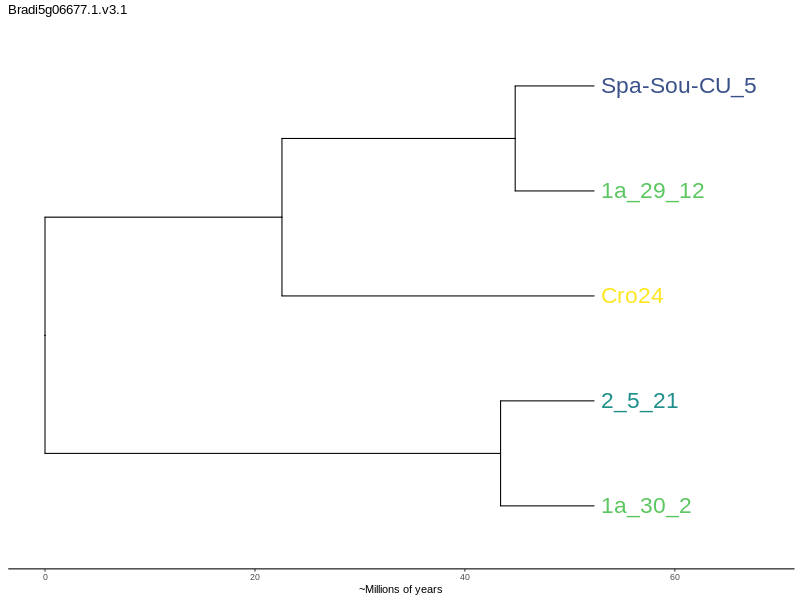 Bradi5g06677.1.v3.1
Spa-Sou-CU_5
1a_29_12
Cro24
2_5_21
1a_30_2
0 20 40 60
~Millions of years